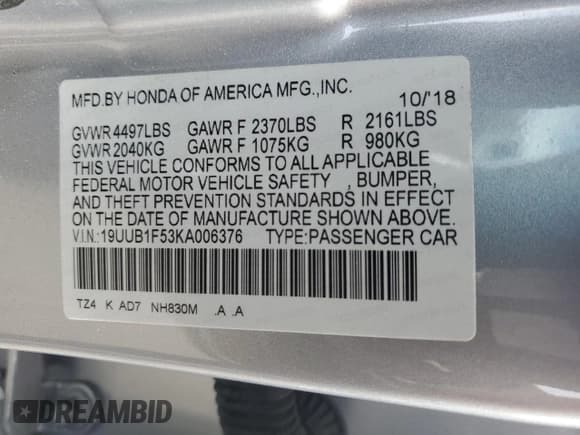 MFD.BY HONDA OF AMERICA MFG.,INC. 10/'18
GVWR 4497LBS GAWR F 2370LBS R 2161LBS
GVWR 2040KG GAWR F 1075KG R 980KG
THIS VEHICLE CONFORMS TO ALL APPLICABLE
FEDERAL MOTOR VEHICLE SAFETY , BUMPER,
AND THEFT PREVENTION STANDARDS IN EFFECT
ON THE DATE OF MANUFACTURE SHOWN ABOVE.
V.I.N.:19UUB1F53KA006376 TYPE:PASSENGER CAR
TZ4 K AD7 NH830M .A .A
DREAMBID